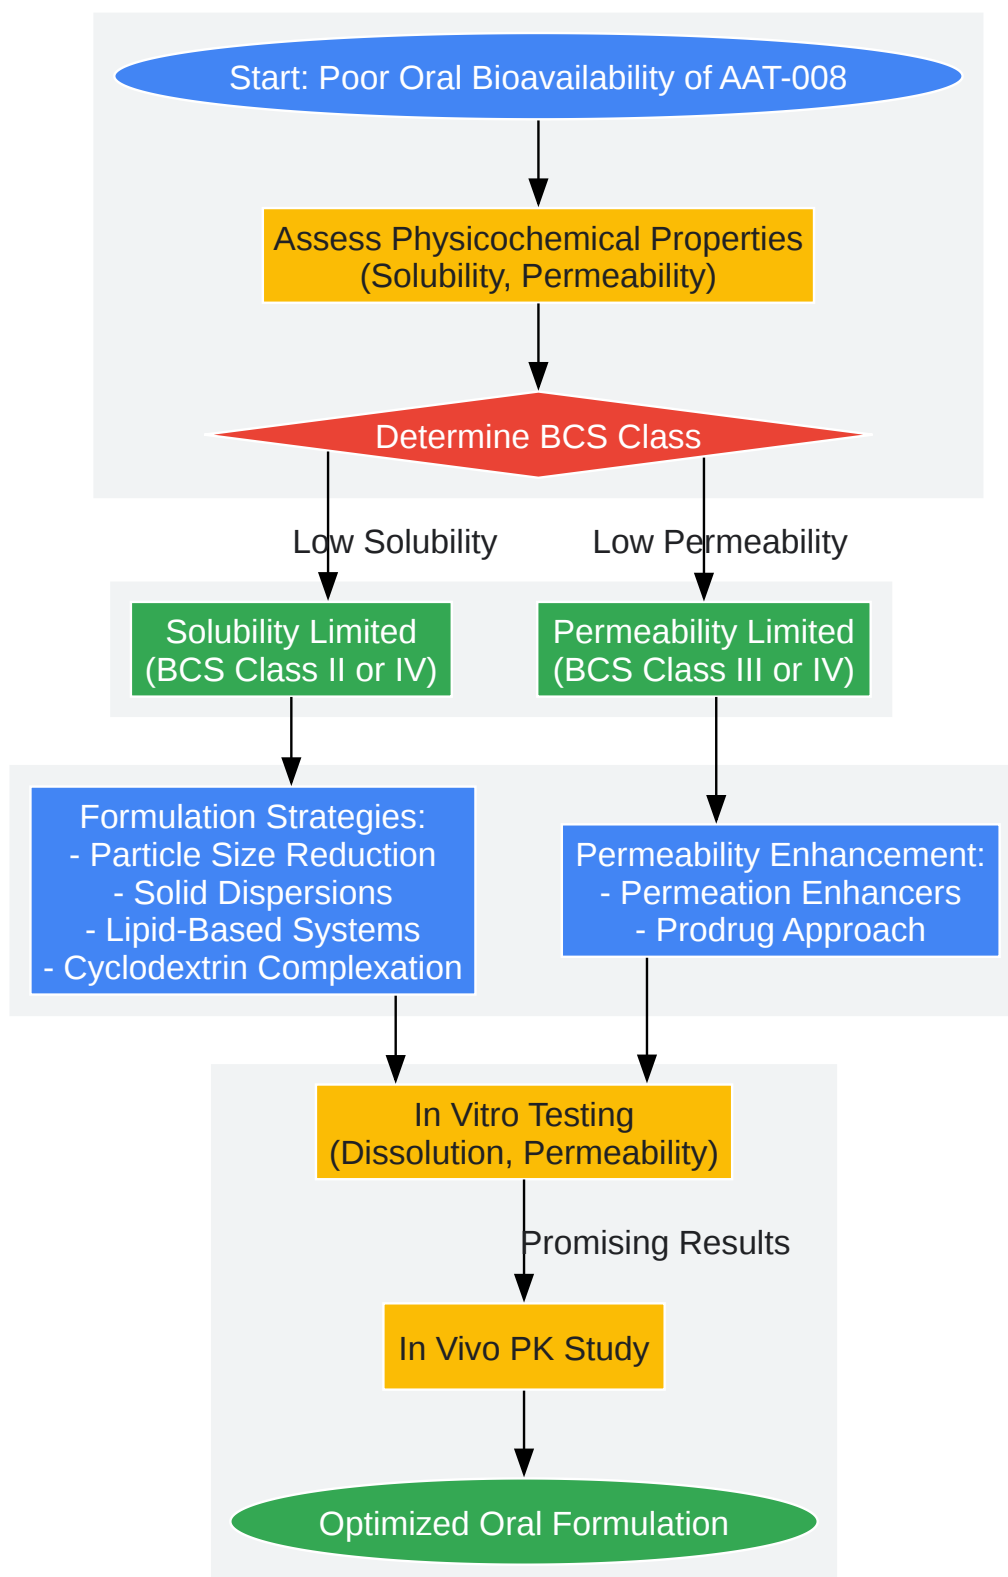 Start: Poor Oral Bioavailability of AAT-008
Assess Physicochemical Properties
(Solubility, Permeability)
Determine BCS Class
Low Solubility
Low Permeability
Solubility Limited
(BCS Class II or IV)
Permeability Limited
(BCS Class III or IV)
Formulation Strategies:
- Particle Size Reduction
- Solid Dispersions
- Lipid-Based Systems
- Cyclodextrin Complexation
Permeability Enhancement:
- Permeation Enhancers
- Prodrug Approach
In Vitro Testing
(Dissolution, Permeability)
Promising Results
In Vivo PK Study
Optimized Oral Formulation